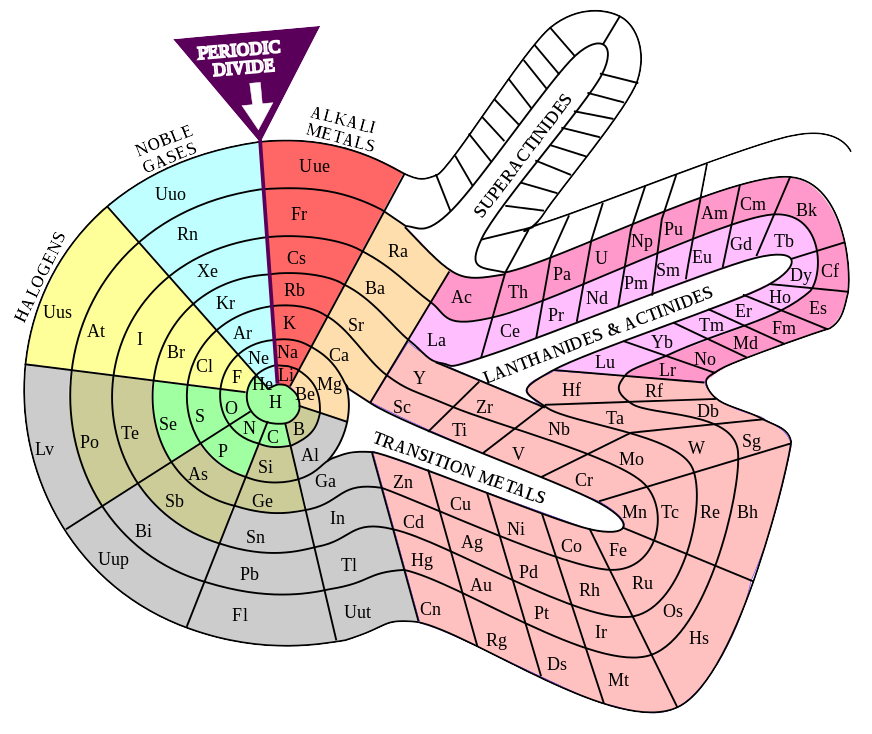 PERIODIC
DIVIDE
ALKALI
METALS
NOBLE
GASES
HALOGENS
SUPERACTINIDES
LANTHANIDES & ACTINIDES
TRANSITION METALS
Uue
Fr
Cs
Rb
K
Na
Li
Uuo
Rn
Xe
Kr
Ar
Ne
He
H
Uus
At
I
Br
Cl
F
Lv
Po
Te
Se
S
O
Uup
Bi
Sb
As
P
N
Fl
Pb
Sn
Ge
Si
C
Uut
Tl
In
Ga
Al
B
Ra
Ba
Sr
Ca
Mg
Be
Ac
Th
Pa
U
Np
Pu
Am
Cm
Bk
Cf
Es
Fm
Md
No
Lr
La
Ce
Pr
Nd
Pm
Sm
Eu
Gd
Tb
Dy
Ho
Er
Tm
Yb
Lu
Y
Zr
Nb
Mo
Tc
Ru
Rh
Pd
Ag
Cd
Sc
Ti
V
Cr
Mn
Fe
Co
Ni
Cu
Zn
Hf
Ta
W
Re
Os
Ir
Pt
Au
Hg
Rf
Db
Sg
Bh
Hs
Mt
Ds
Rg
Cn